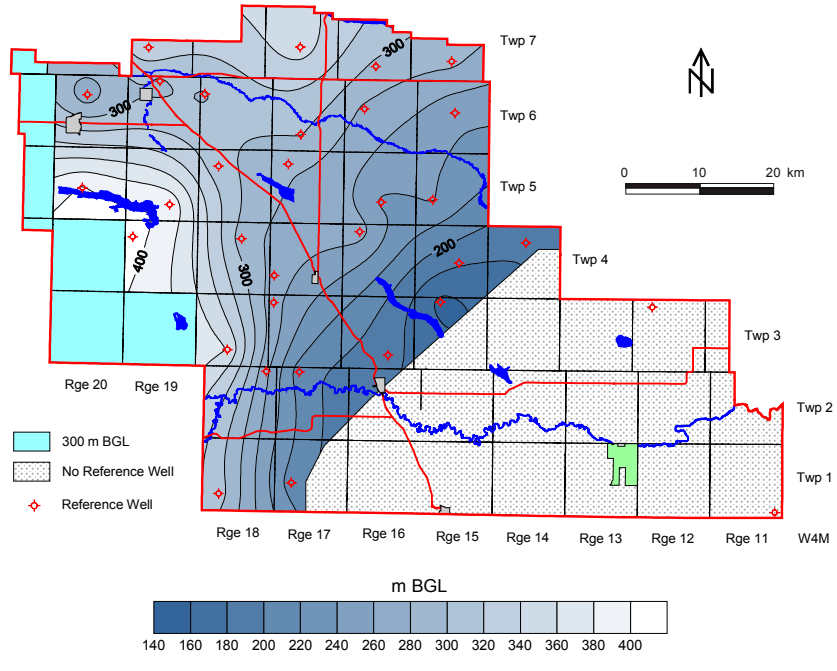 Twp 7
300
Twp 6
300
0 10 20 km
Twp 5
200
Twp 4
400
300
Twp 3
Rge 20 Rge 19
Twp 2
300 m BGL
No Reference Well
Twp 1
Reference Well
Rge 18 Rge 17 Rge 16 Rge 15 Rge 14 Rge 13 Rge 12 Rge 11 W4M
m BGL
140 160 180 200 220 240 260 280 300 320 340 360 380 400
N